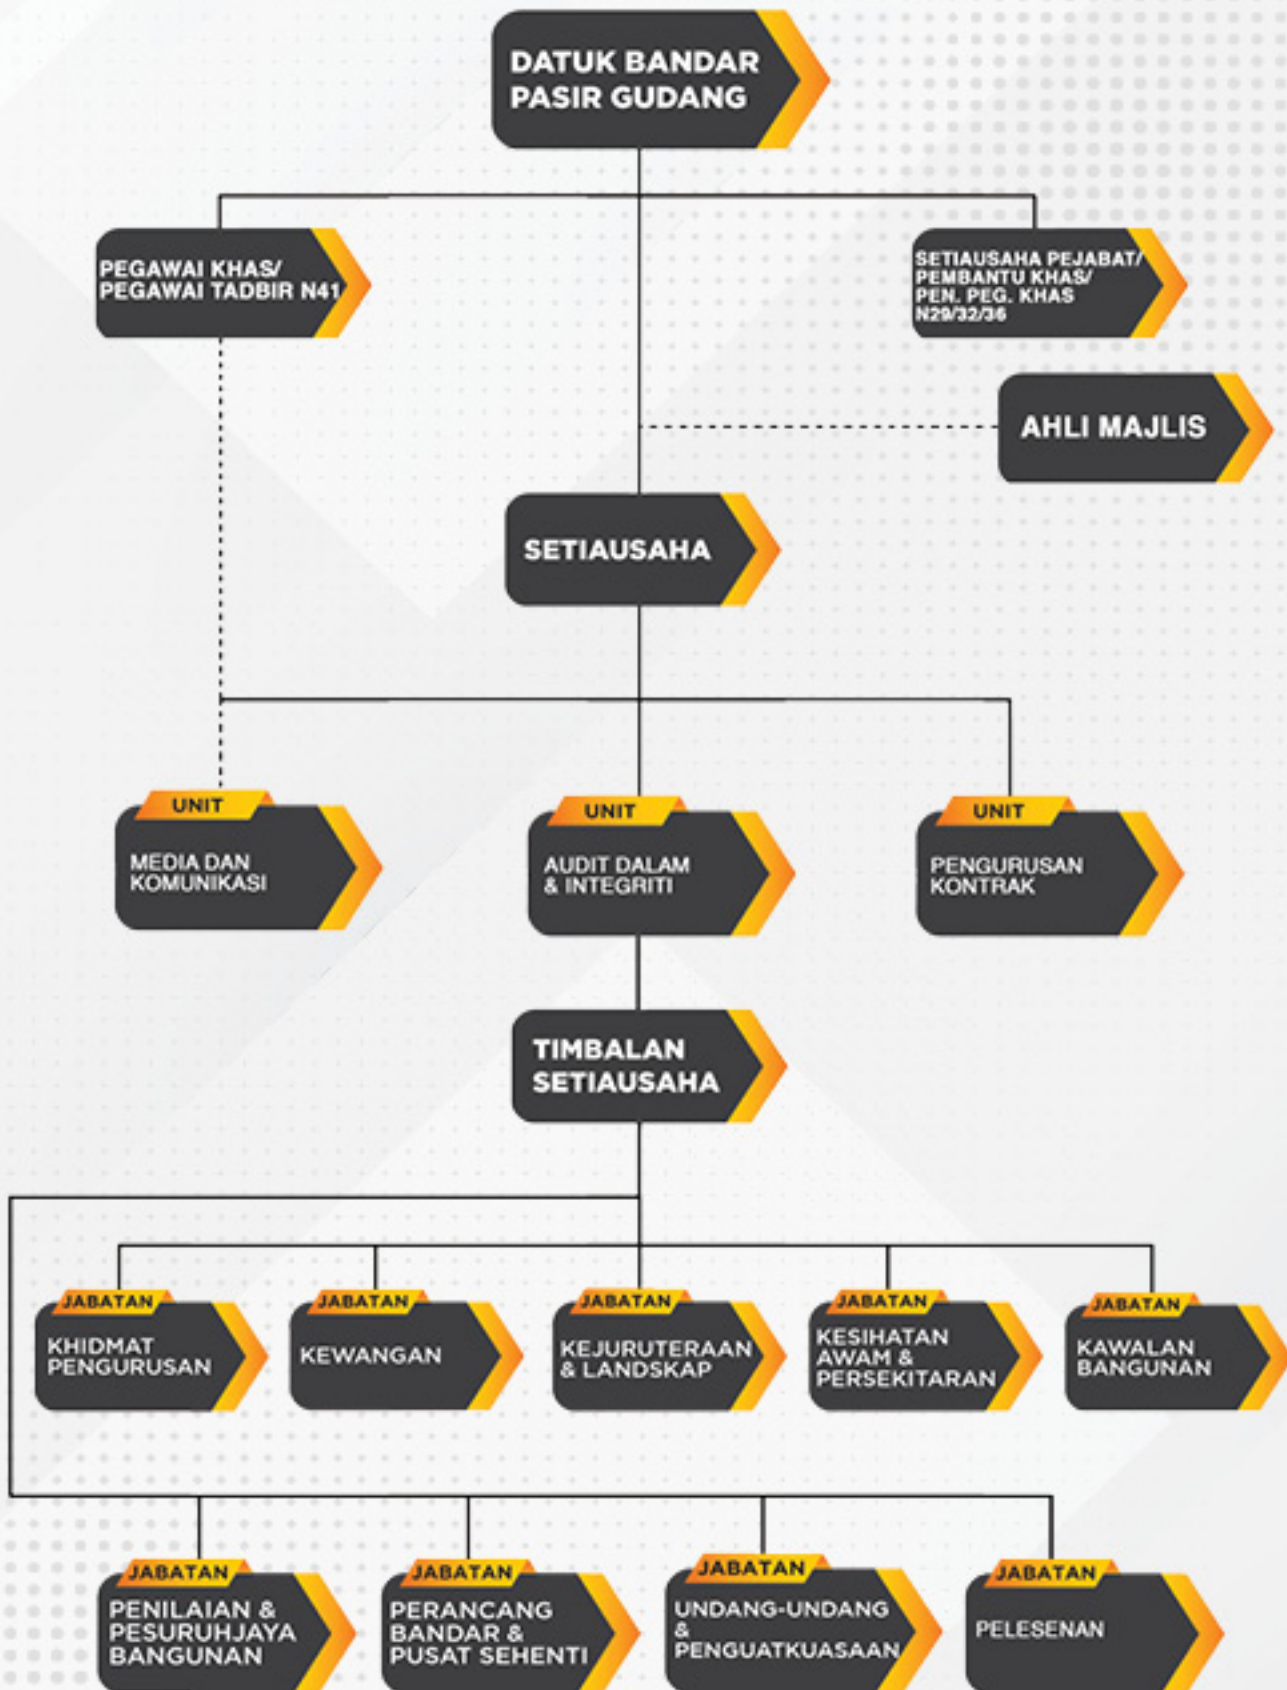 DATUK BANDAR
PASIR GUDANG
PEGAWAI KHAS/
PEGAWAI TADBIR N41
SETIAUSAHA PEJABAT/
PEMBANTU KHAS/
PEN. PEG. KHAS
N29/32/36
AHLI MAJLIS
SETIAUSAHA
UNIT
MEDIA DAN
KOMUNIKASI
UNIT
AUDIT DALAM
& INTEGRITI
UNIT
PENGURUSAN
KONTRAK
TIMBALAN
SETIAUSAHA
JABATAN
KHIDMAT
PENGURUSAN
JABATAN
KEWANGAN
JABATAN
KEJURUTERAAN
& LANDSKAP
JABATAN
KESIHATAN
AWAM &
PERSEKITARAN
JABATAN
KAWALAN
BANGUNAN
JABATAN
PENILAIAN &
PESURUHJAYA
BANGUNAN
JABATAN
PERANCANG
BANDAR &
PUSAT SEHENTI
JABATAN
UNDANG-UNDANG
&
PENGUATKUASAAN
JABATAN
PELESENAN